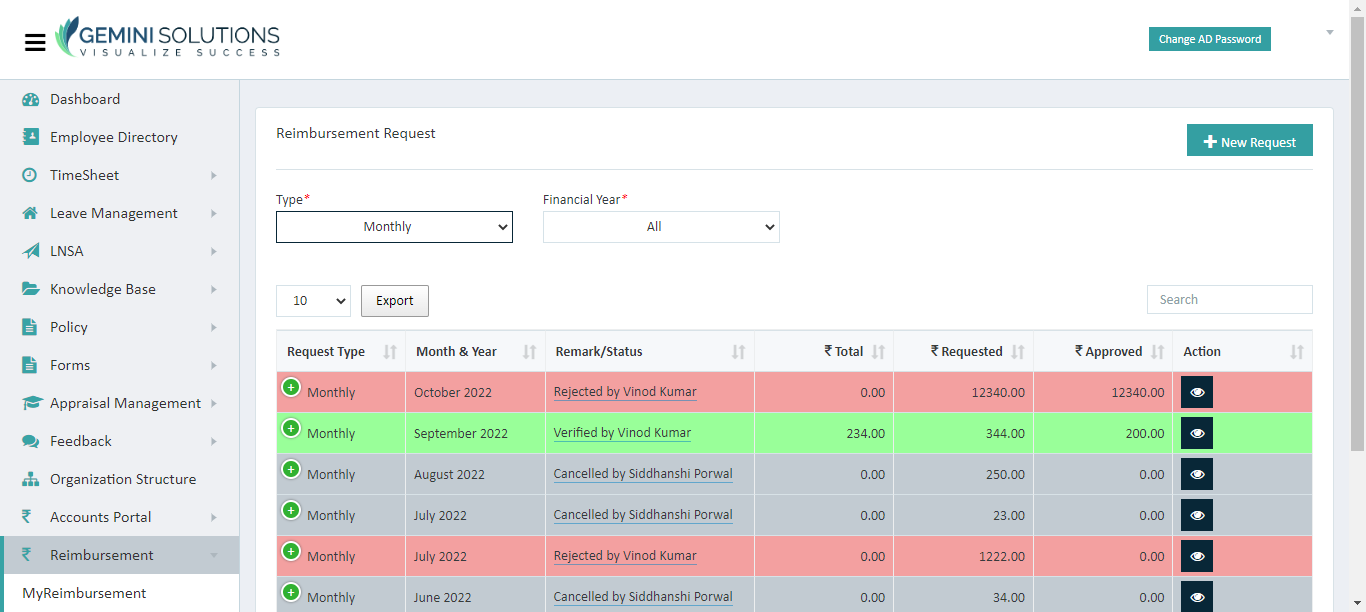 GEMINI SOLUTIONS
VISUALIZE SUCCESS
Change AD Password
Dashboard
Employee Directory
TimeSheet
Leave Management
LNSA
Knowledge Base
Policy
Forms
Appraisal Management
Feedback
Organization Structure
Accounts Portal
₹ Reimbursement
MyReimbursement
Reimbursement Request
+ New Request
Type* Financial Year*
Monthly All
10 Export Search
Request Type Month & Year Remark/Status ₹ Total ₹ Requested ₹ Approved Action
Monthly October 2022 Rejected by Vinod Kumar 0.00 12340.00 12340.00
Monthly September 2022 Verified by Vinod Kumar 234.00 344.00 200.00
Monthly August 2022 Cancelled by Siddhanshi Porwal 0.00 250.00 0.00
Monthly July 2022 Cancelled by Siddhanshi Porwal 0.00 23.00 0.00
Monthly July 2022 Rejected by Vinod Kumar 0.00 1222.00 0.00
Monthly June 2022 Cancelled by Siddhanshi Porwal 0.00 34.00 0.00